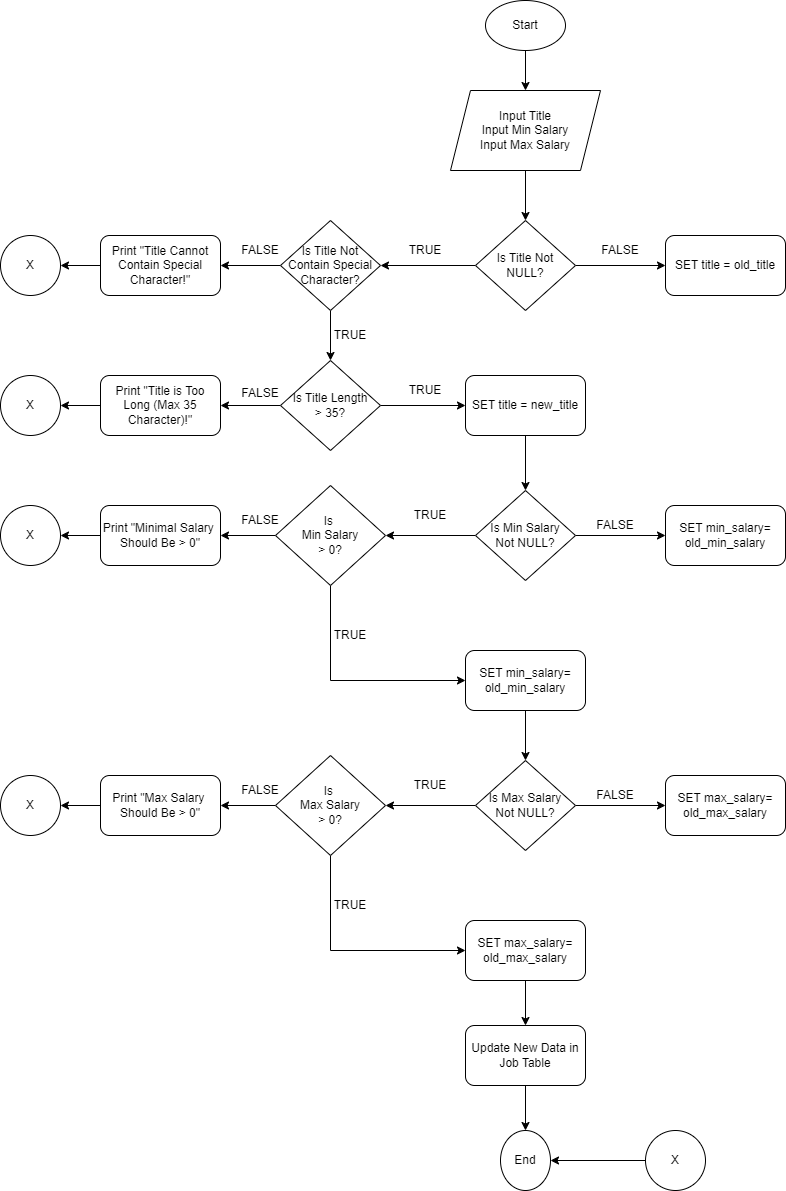 Start
Input Title
Input Min Salary
Input Max Salary
X
Print "Title Cannot
Contain Special
Character!"
FALSE
Is Title Not
Contain Special
Character?
TRUE
Is Title Not
NULL?
FALSE
SET title = old_title
TRUE
X
Print "Title is Too
Long (Max 35
Character)!"
FALSE
Is Title Length
> 35?
TRUE
SET title = new_title
X
Print "Minimal Salary
Should Be > 0"
FALSE
Is
Min Salary
> 0?
TRUE
Is Min Salary
Not NULL?
FALSE
SET min_salary=
old_min_salary
TRUE
SET min_salary=
old_min_salary
X
Print "Max Salary
Should Be > 0"
FALSE
Is
Max Salary
> 0?
TRUE
Is Max Salary
Not NULL?
FALSE
SET max_salary=
old_max_salary
TRUE
SET max_salary=
old_max_salary
Update New Data in
Job Table
End
X